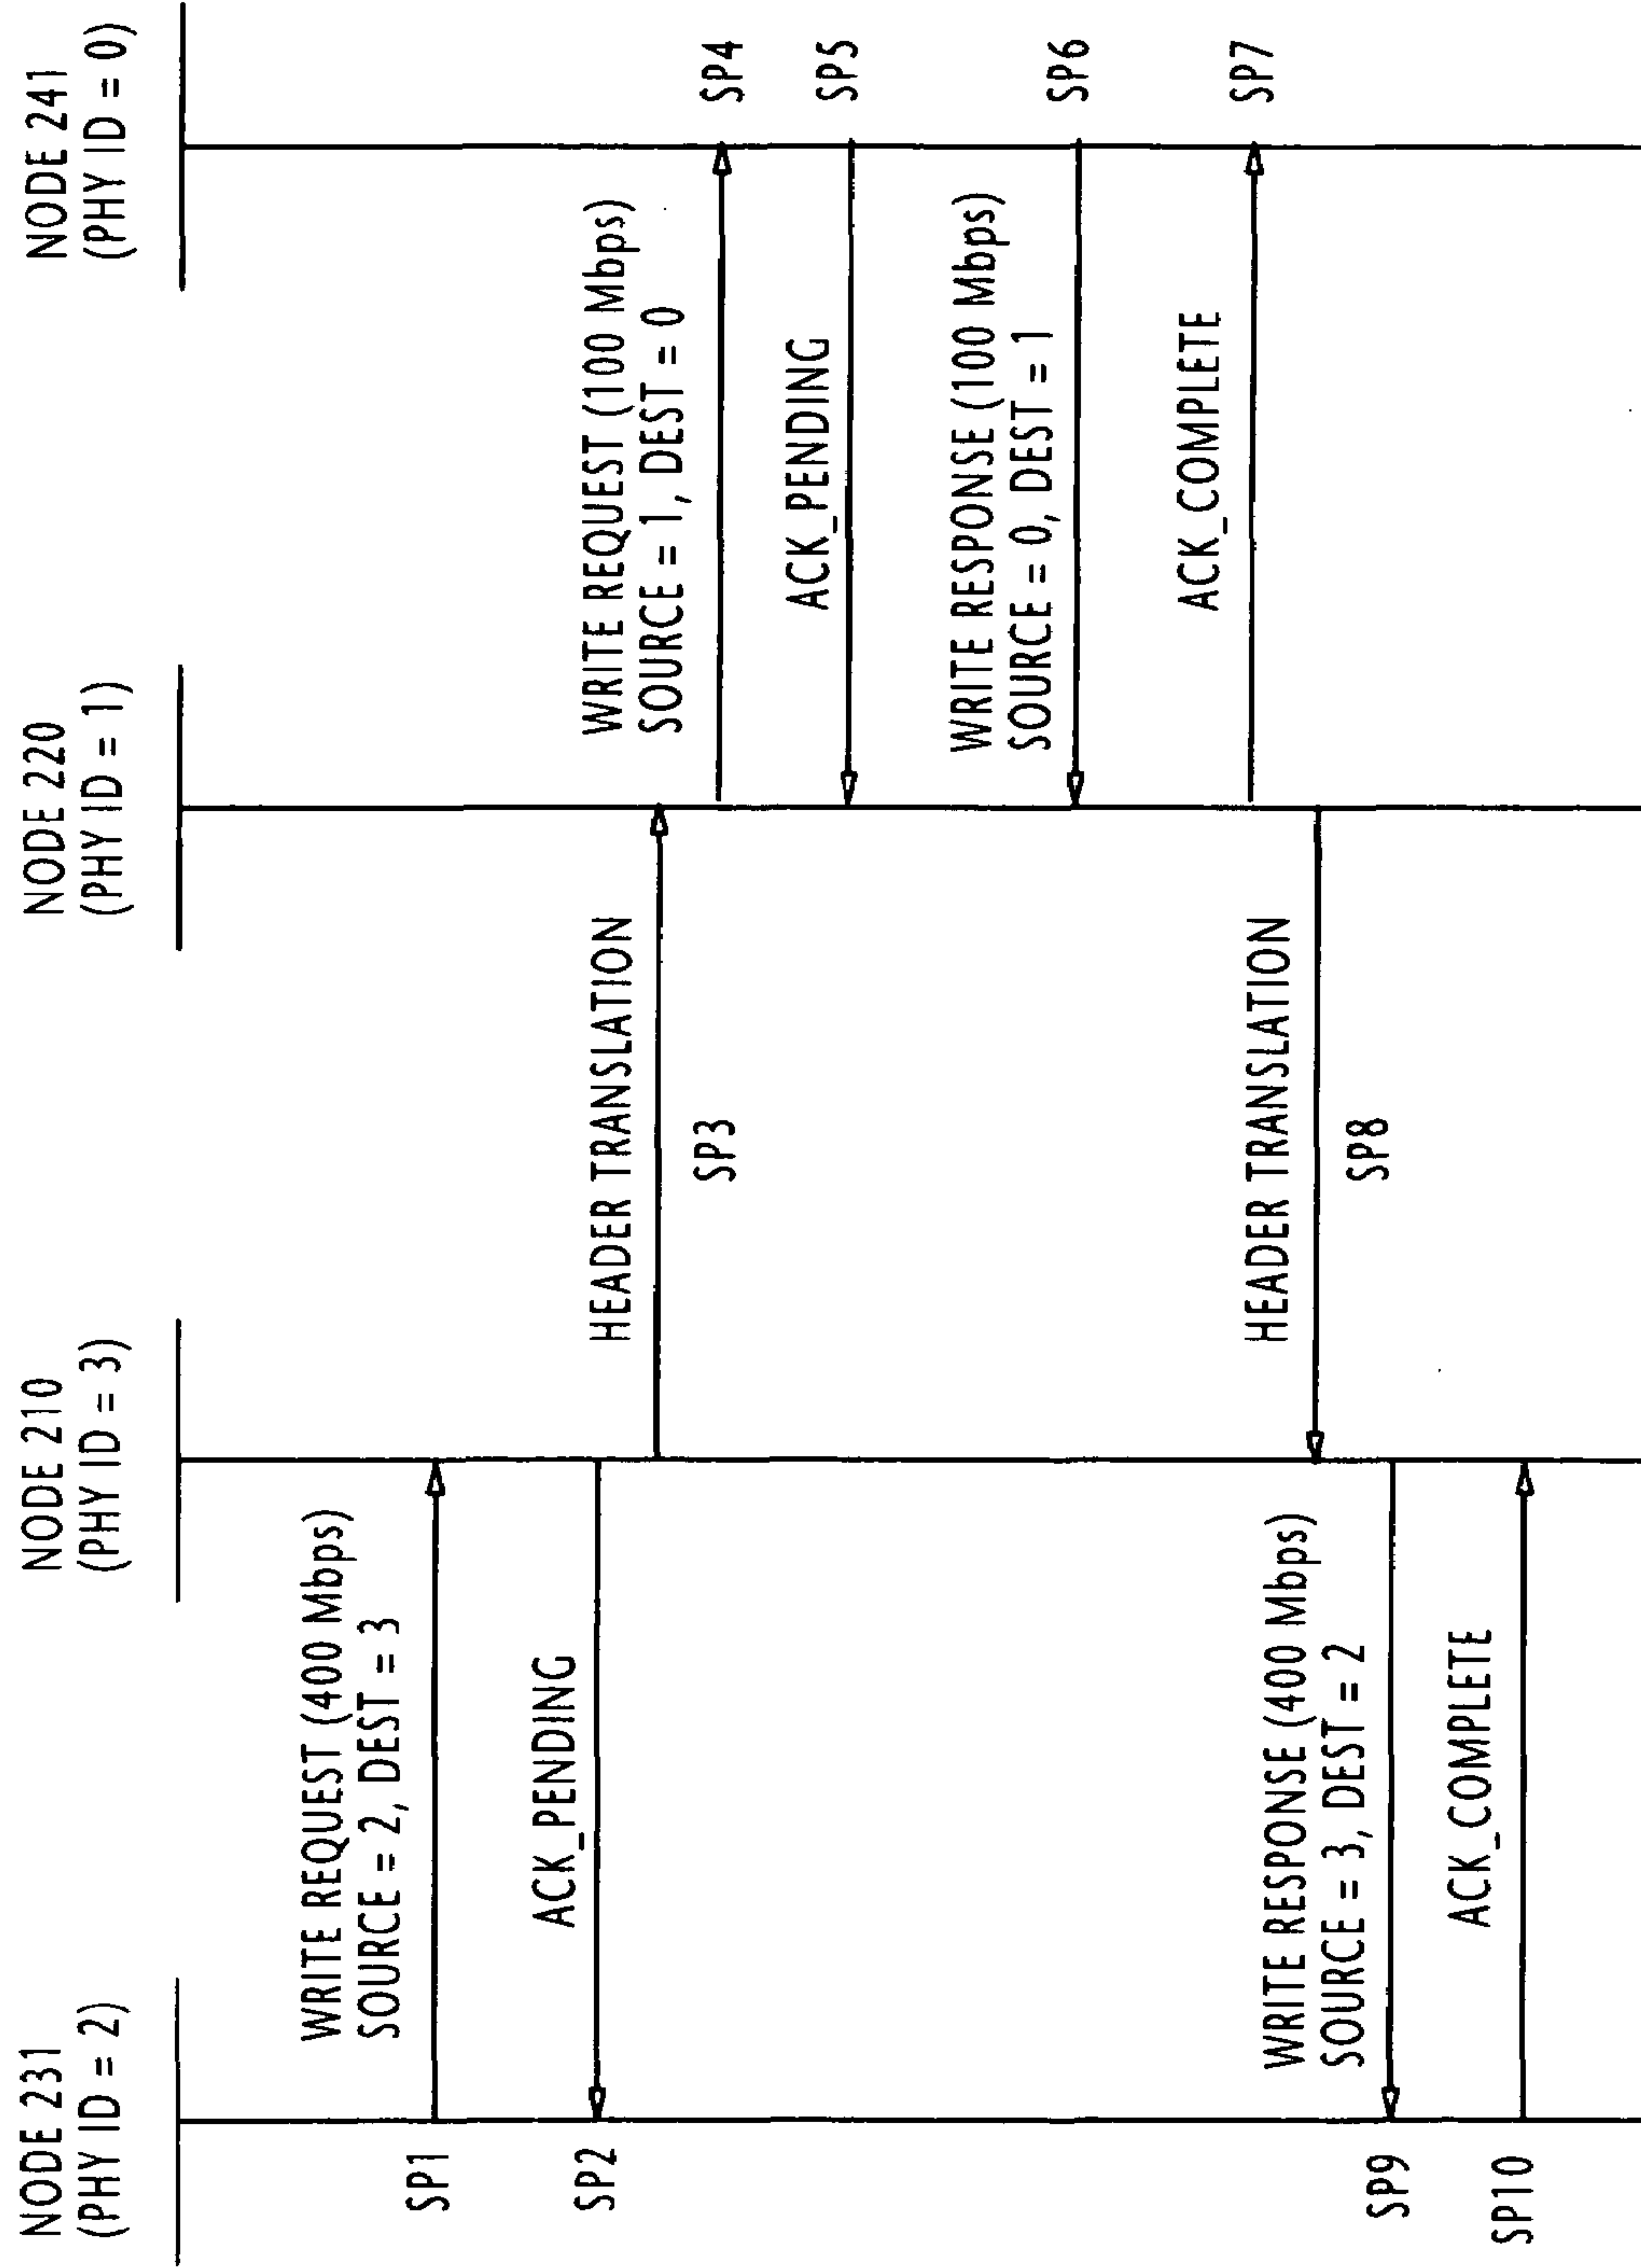 NODE 231
(PHY ID = 2)
NODE 210
(PHY ID = 3)
NODE 220
(PHY ID = 1)
NODE 241
(PHY ID = 0)
SP1
WRITE REQUEST (400 Mbps)
SOURCE = 2, DEST = 3
SP2
ACK_PENDING
HEADER TRANSLATION
SP3
WRITE REQUEST (100 Mbps)
SOURCE = 1, DEST = 0
SP4
ACK_PENDING
SP5
WRITE RESPONSE (100 Mbps)
SOURCE = 0, DEST = 1
SP6
ACK_COMPLETE
SP7
HEADER TRANSLATION
SP8
WRITE RESPONSE (400 Mbps)
SOURCE = 3, DEST = 2
SP9
ACK_COMPLETE
SP10